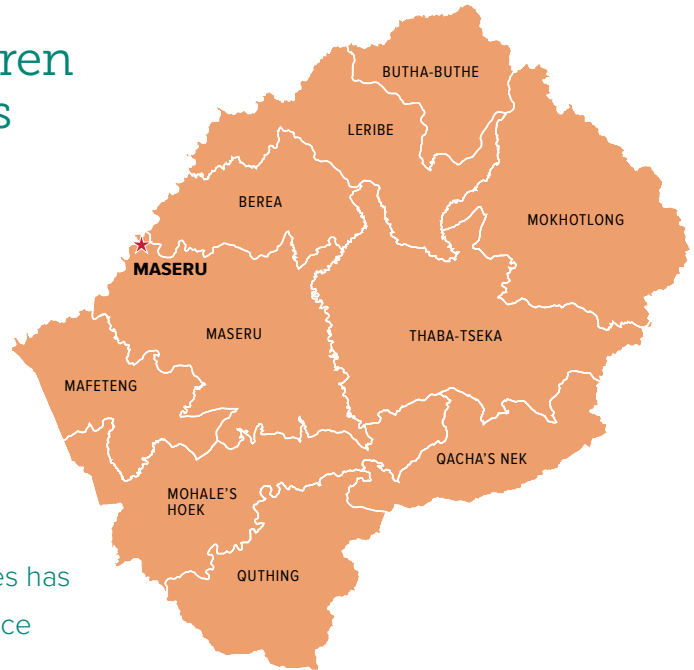 ren
s
BUTHA-BUTHE
LERIBE
BEREA
MOKHOTLONG
MASERU
MASERU
THABA-TSEKA
MAFETENG
QACHA'S NEK
MOHALE'S
HOEK
QUTHING
es has
ce